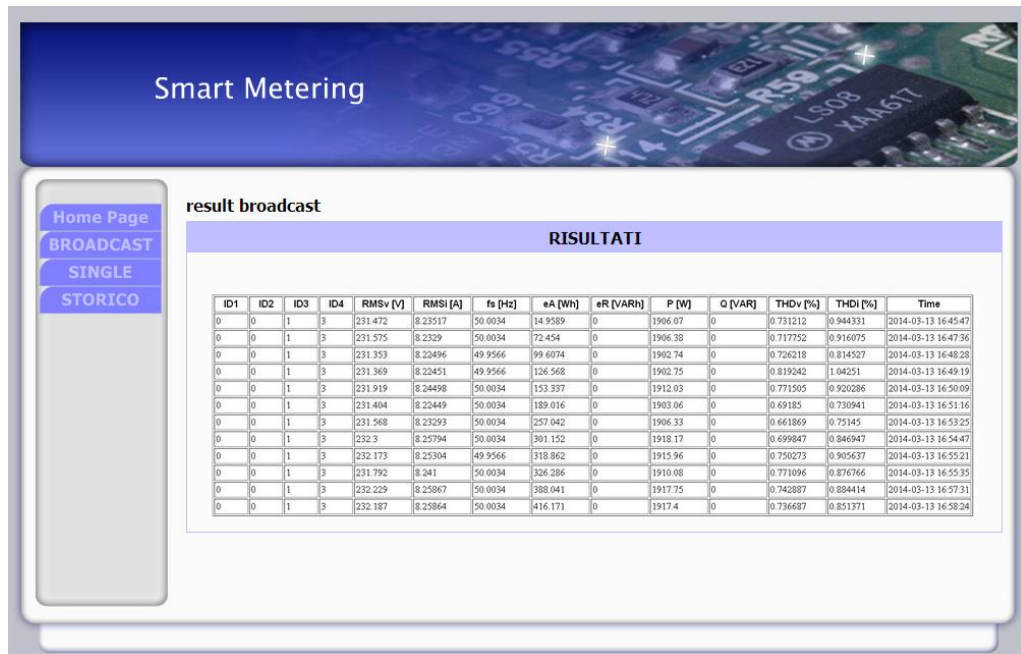 Smart Metering
R59
LS08
XAA617
Home Page
BROADCAST
SINGLE
STORICO
result broadcast
RISULTATI
ID1 ID2 ID3 ID4 RMSv [V] RMSi [A] fs [Hz] eA [Wh] eR [VARh] P [W] Q [VAR] THDv [%] THDi [%] Time
0 0 1 3 231.472 8.23517 50.0034 14.9589 0 1906.07 0 0.731212 0.944331 2014-03-13 16:45:47
0 0 1 3 231.575 8.2329 50.0034 72.454 0 1906.38 0 0.717752 0.916075 2014-03-13 16:47:36
0 0 1 3 231.353 8.22496 49.9566 99.6074 0 1902.74 0 0.726218 0.814527 2014-03-13 16:48:28
0 0 1 3 231.369 8.22451 49.9566 126.568 0 1902.75 0 0.819242 1.04251 2014-03-13 16:49:19
0 0 1 3 231.919 8.24498 50.0034 153.337 0 1912.03 0 0.771505 0.920286 2014-03-13 16:50:09
0 0 1 3 231.404 8.22449 50.0034 189.016 0 1903.06 0 0.69185 0.730941 2014-03-13 16:51:16
0 0 1 3 231.568 8.23293 50.0034 257.042 0 1906.33 0 0.661869 0.75145 2014-03-13 16:53:25
0 0 1 3 232.3 8.25794 50.0034 301.152 0 1918.17 0 0.699847 0.846947 2014-03-13 16:54:47
0 0 1 3 232.173 8.25304 49.9566 318.862 0 1915.96 0 0.750273 0.905637 2014-03-13 16:55:21
0 0 1 3 231.792 8.241 50.0034 326.286 0 1910.08 0 0.771096 0.876766 2014-03-13 16:55:35
0 0 1 3 232.229 8.25867 50.0034 388.041 0 1917.75 0 0.742887 0.884414 2014-03-13 16:57:31
0 0 1 3 232.187 8.25864 50.0034 416.171 0 1917.4 0 0.736687 0.851371 2014-03-13 16:58:24